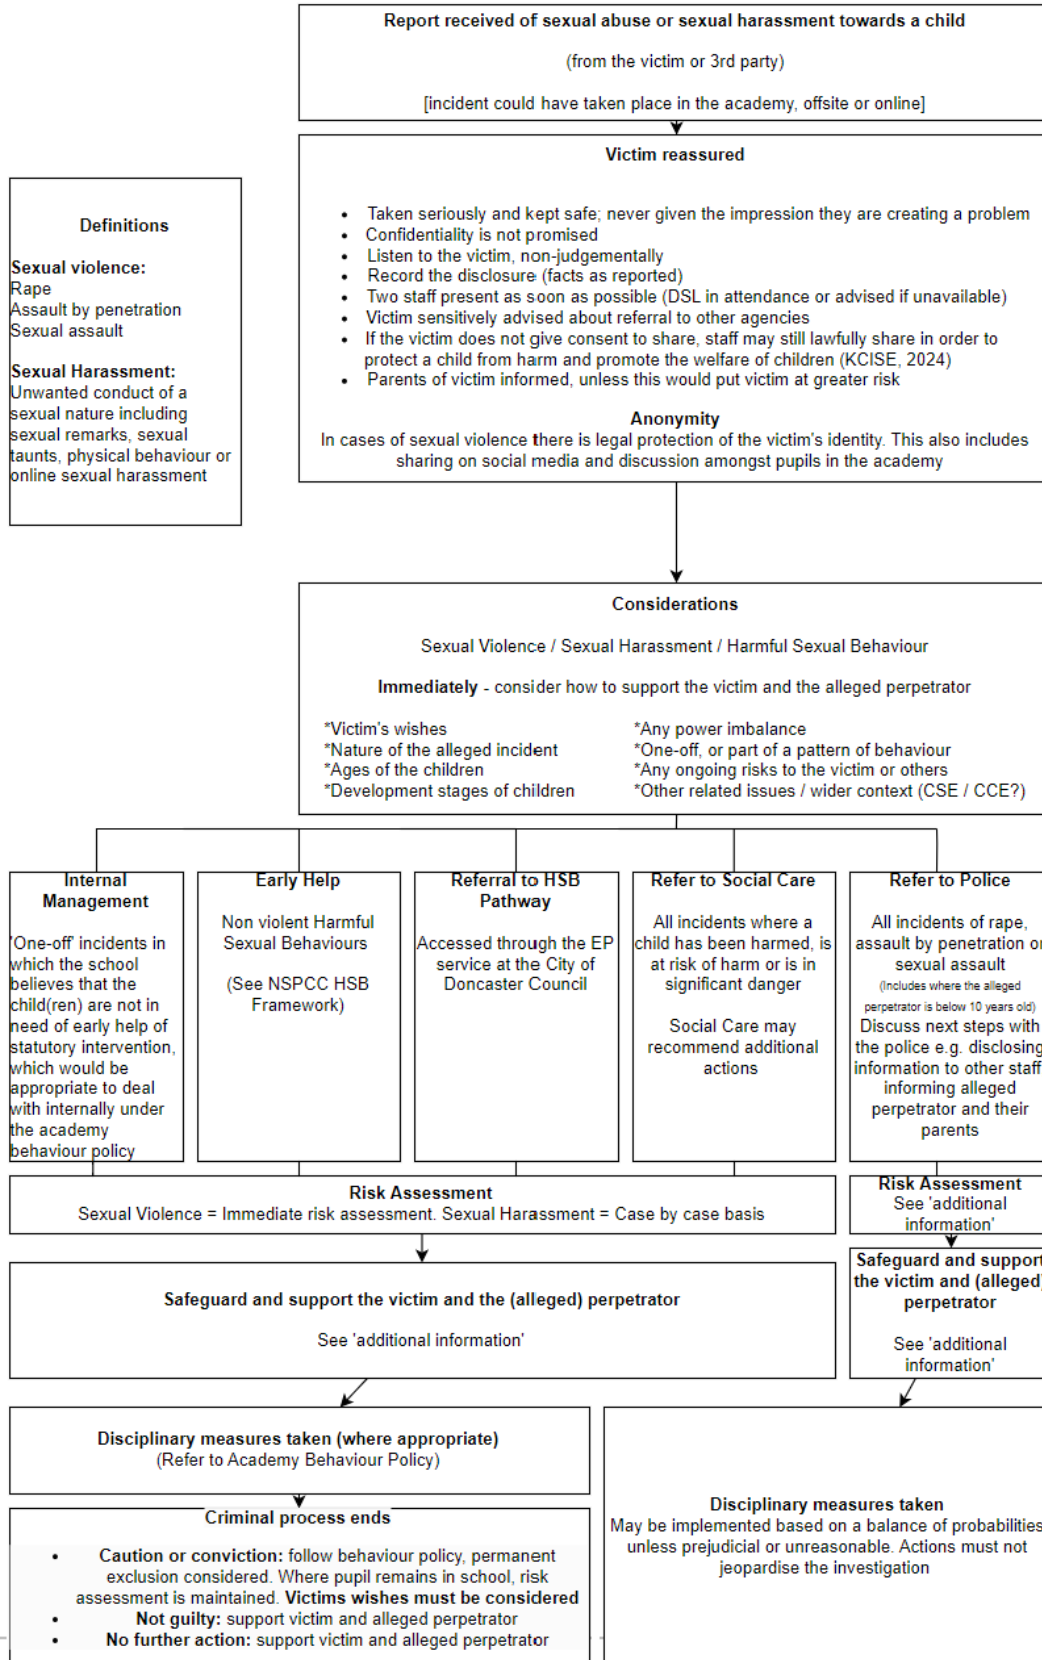 Report received of sexual abuse or sexual harassment towards a child
(from the victim or 3rd party)
[incident could have taken place in the academy, offsite or online]
Victim reassured
• Taken seriously and kept safe; never given the impression they are creating a problem
• Confidentiality is not promised
• Listen to the victim, non-judgementally
• Record the disclosure (facts as reported)
• Two staff present as soon as possible (DSL in attendance or advised if unavailable)
• Victim sensitively advised about referral to other agencies
• If the victim does not give consent to share, staff may still lawfully share in order to
protect a child from harm and promote the welfare of children (KCISE, 2024)
• Parents of victim informed, unless this would put victim at greater risk
Anonymity
In cases of sexual violence there is legal protection of the victim's identity. This also includes
sharing on social media and discussion amongst pupils in the academy
Definitions
Sexual violence:
Rape
Assault by penetration
Sexual assault
Sexual Harassment:
Unwanted conduct of a
sexual nature including
sexual remarks, sexual
taunts, physical behaviour or
online sexual harassment
Considerations
Sexual Violence / Sexual Harassment / Harmful Sexual Behaviour
Immediately - consider how to support the victim and the alleged perpetrator
*Victim's wishes
*Nature of the alleged incident
*Ages of the children
*Development stages of children
*Any power imbalance
*One-off, or part of a pattern of behaviour
*Any ongoing risks to the victim or others
*Other related issues / wider context (CSE / CCE?)
Internal
Management
'One-off' incidents in
which the school
believes that the
child(ren) are not in
need of early help of
statutory intervention,
which would be
appropriate to deal
with internally under
the academy
behaviour policy
Early Help
Non violent Harmful
Sexual Behaviours
(See NSPCC HSB
Framework)
Referral to HSB
Pathway
Accessed through the EP
service at the City of
Doncaster Council
Refer to Social Care
All incidents where a
child has been harmed, is
at risk of harm or is in
significant danger
Social Care may
recommend additional
actions
Refer to Police
All incidents of rape,
assault by penetration or
sexual assault
(Includes where the alleged
perpetrator is below 10 years old)
Discuss next steps with
the police e.g. disclosing
information to other staff
informing alleged
perpetrator and their
parents
Risk Assessment
Sexual Violence = Immediate risk assessment. Sexual Harassment = Case by case basis
Risk Assessment
See 'additional
information'
Safeguard and support the victim and the (alleged) perpetrator
See 'additional information'
Safeguard and support
the victim and (alleged)
perpetrator
See 'additional
information'
Disciplinary measures taken (where appropriate)
(Refer to Academy Behaviour Policy)
Criminal process ends
• Caution or conviction: follow behaviour policy, permanent
exclusion considered. Where pupil remains in school, risk
assessment is maintained. Victims wishes must be considered
• Not guilty: support victim and alleged perpetrator
• No further action: support victim and alleged perpetrator
Disciplinary measures taken
May be implemented based on a balance of probabilities
unless prejudicial or unreasonable. Actions must not
jeopardise the investigation